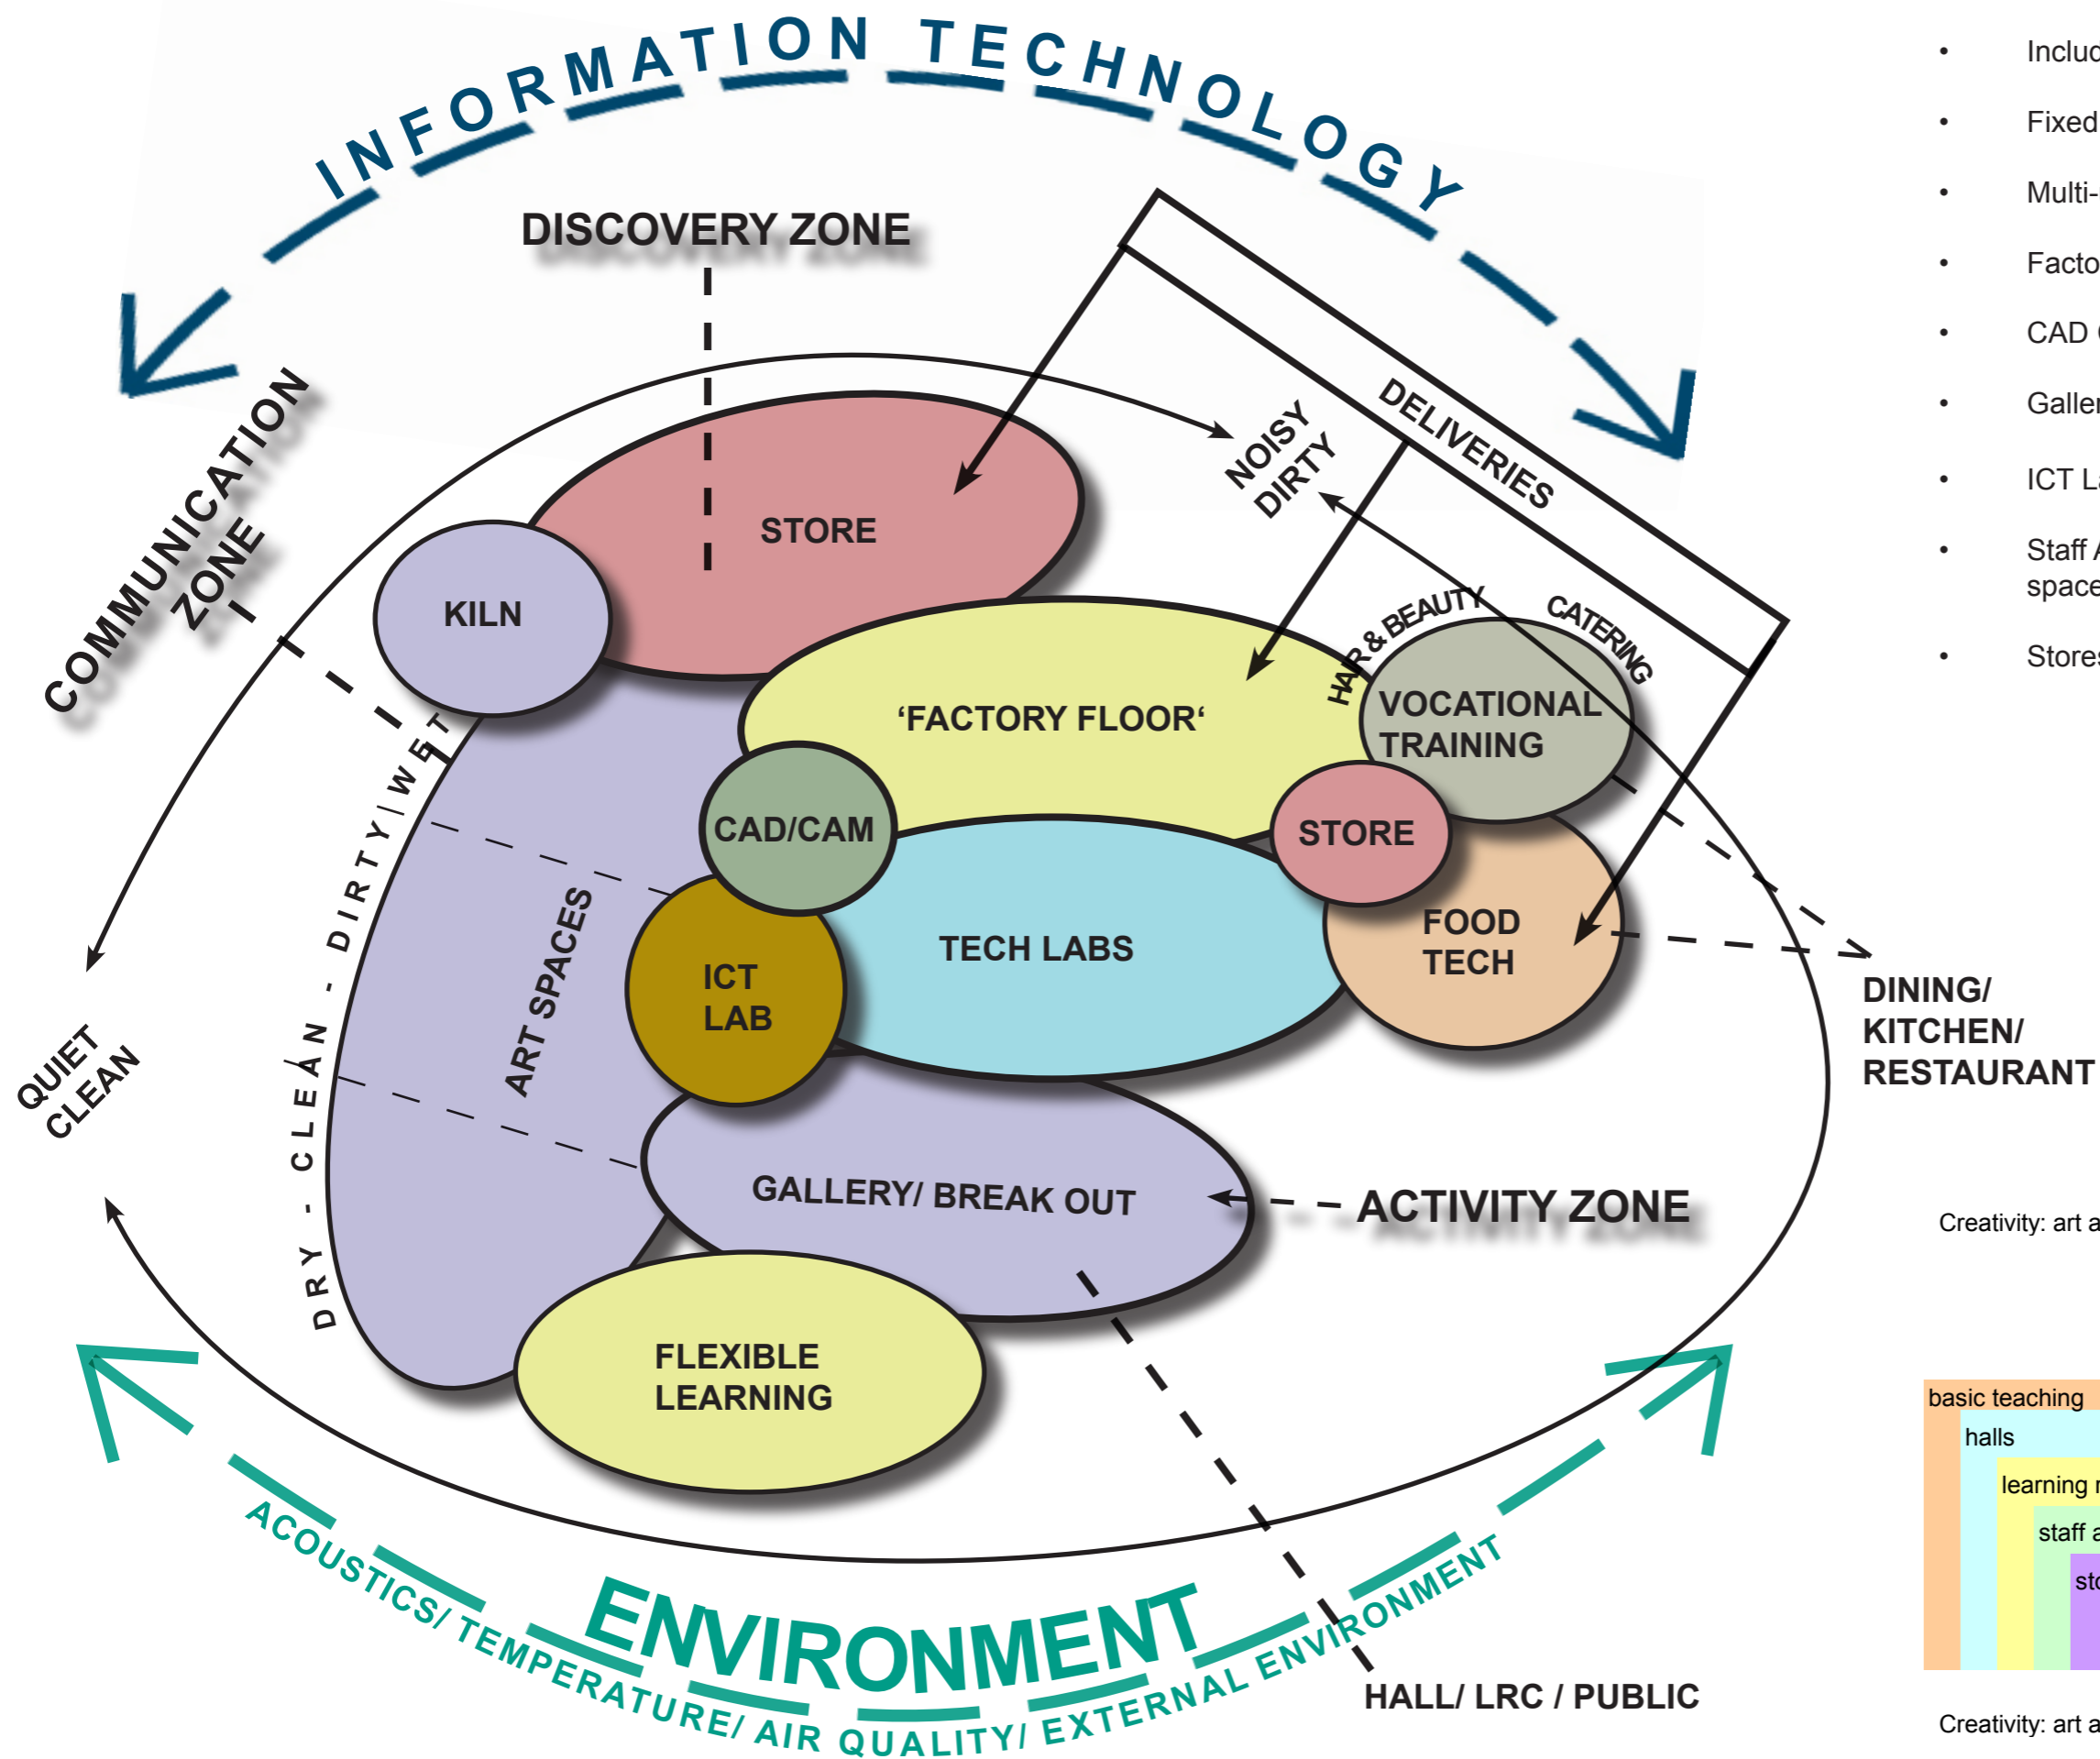 INFORMATION TECHNOLOGY
DISCOVERY ZONE
COMMUNICATION
ZONE
NOISY
DIRTY
DELIVERIES
STORE
KILN
HAIR & BEAUTY
CATERING
‘FACTORY FLOOR‘
VOCATIONAL
TRAINING
CAD/CAM
STORE
DRY - CLEAN - DIRTY/WET
ART SPACES
ICT
LAB
TECH LABS
FOOD
TECH
QUIET
CLEAN
DINING/
KITCHEN/
RESTAURANT
GALLERY/ BREAK OUT
ACTIVITY ZONE
FLEXIBLE
LEARNING
ENVIRONMENT
ACOUSTICS/ TEMPERATURE/ AIR QUALITY/ EXTERNAL ENVIRONMENT
HALL/ LRC / PUBLIC
• Fixed
• Multi-
• CAD
• ICT
• Staff
space
• Stores
Creativity: art
basic teaching
halls
learning
staff
Creativity: art